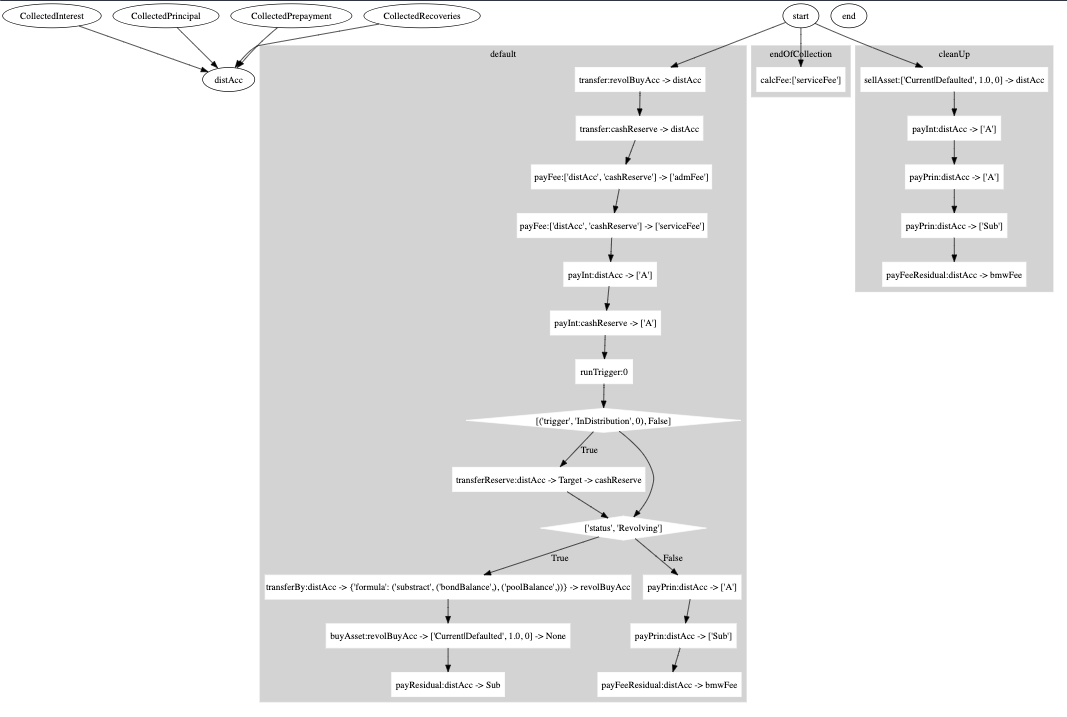 CollectedInterest
CollectedPrincipal
CollectedPrepayment
CollectedRecoveries
start
end
distAcc
default
transfer:revolBuyAcc -> distAcc
transfer:cashReserve -> distAcc
payFee:['distAcc', 'cashReserve'] -> ['admFee']
payFee:['distAcc', 'cashReserve'] -> ['serviceFee']
payInt:distAcc -> ['A']
payInt:cashReserve -> ['A']
runTrigger:0
[('trigger', 'InDistribution', 0), False]
True
transferReserve:distAcc -> Target -> cashReserve
['status', 'Revolving']
True
False
transferBy:distAcc -> {'formula': ('substract', ('bondBalance',), ('poolBalance',))} -> revolBuyAcc
payPrin:distAcc -> ['A']
buyAsset:revolBuyAcc -> ['Current|Defaulted', 1.0, 0] -> None
payPrin:distAcc -> ['Sub']
payResidual:distAcc -> Sub
payFeeResidual:distAcc -> bmwFee
endOfCollection
calcFee:['serviceFee']
cleanUp
sellAsset:['Current|Defaulted', 1.0, 0] -> distAcc
payInt:distAcc -> ['A']
payPrin:distAcc -> ['A']
payPrin:distAcc -> ['Sub']
payFeeResidual:distAcc -> bmwFee